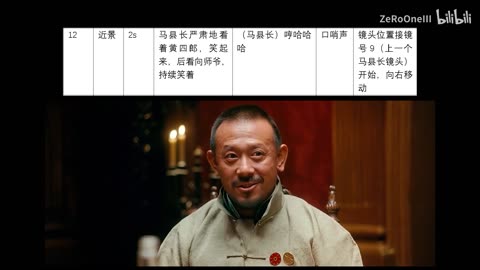 ZeRoOneIII bilibili
12 近景 2s 马县长严肃地看 （马县长）哼哈哈 口哨声 镜头位置接镜
着黄四郎，笑起 哈 号 9（上一个
来，后看向师爷， 马县长镜头）
持续笑着 开始，向右移
动